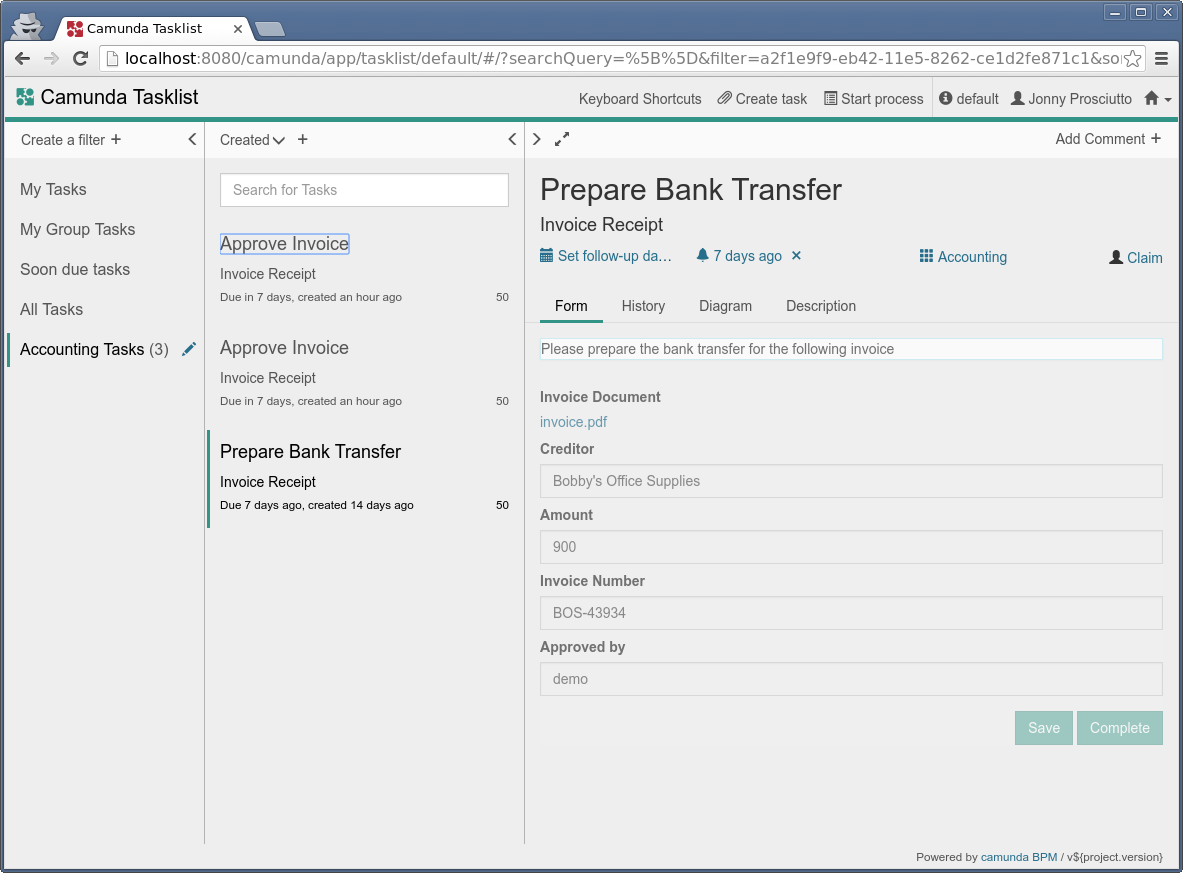 Camunda Tasklist
localhost:8080/camunda/app/tasklist/default/#/?searchQuery=%5B%5D&filter=a2f1e9f9-eb42-11e5-8262-ce1d2fe871c1&so
Camunda Tasklist
Keyboard Shortcuts Create task Start process default Jonny Prosciutto
Create a filter +
Created +
Add Comment +
My Tasks
My Group Tasks
Soon due tasks
All Tasks
Accounting Tasks (3)
Search for Tasks
Approve Invoice
Invoice Receipt
Due in 7 days, created an hour ago 50
Approve Invoice
Invoice Receipt
Due in 7 days, created an hour ago 50
Prepare Bank Transfer
Invoice Receipt
Due 7 days ago, created 14 days ago 50
Prepare Bank Transfer
Invoice Receipt
Set follow-up da... 7 days ago × Accounting Claim
Form History Diagram Description
Please prepare the bank transfer for the following invoice
Invoice Document
invoice.pdf
Creditor
Bobby's Office Supplies
Amount
900
Invoice Number
BOS-43934
Approved by
demo
Save Complete
Powered by camunda BPM / v${project.version}